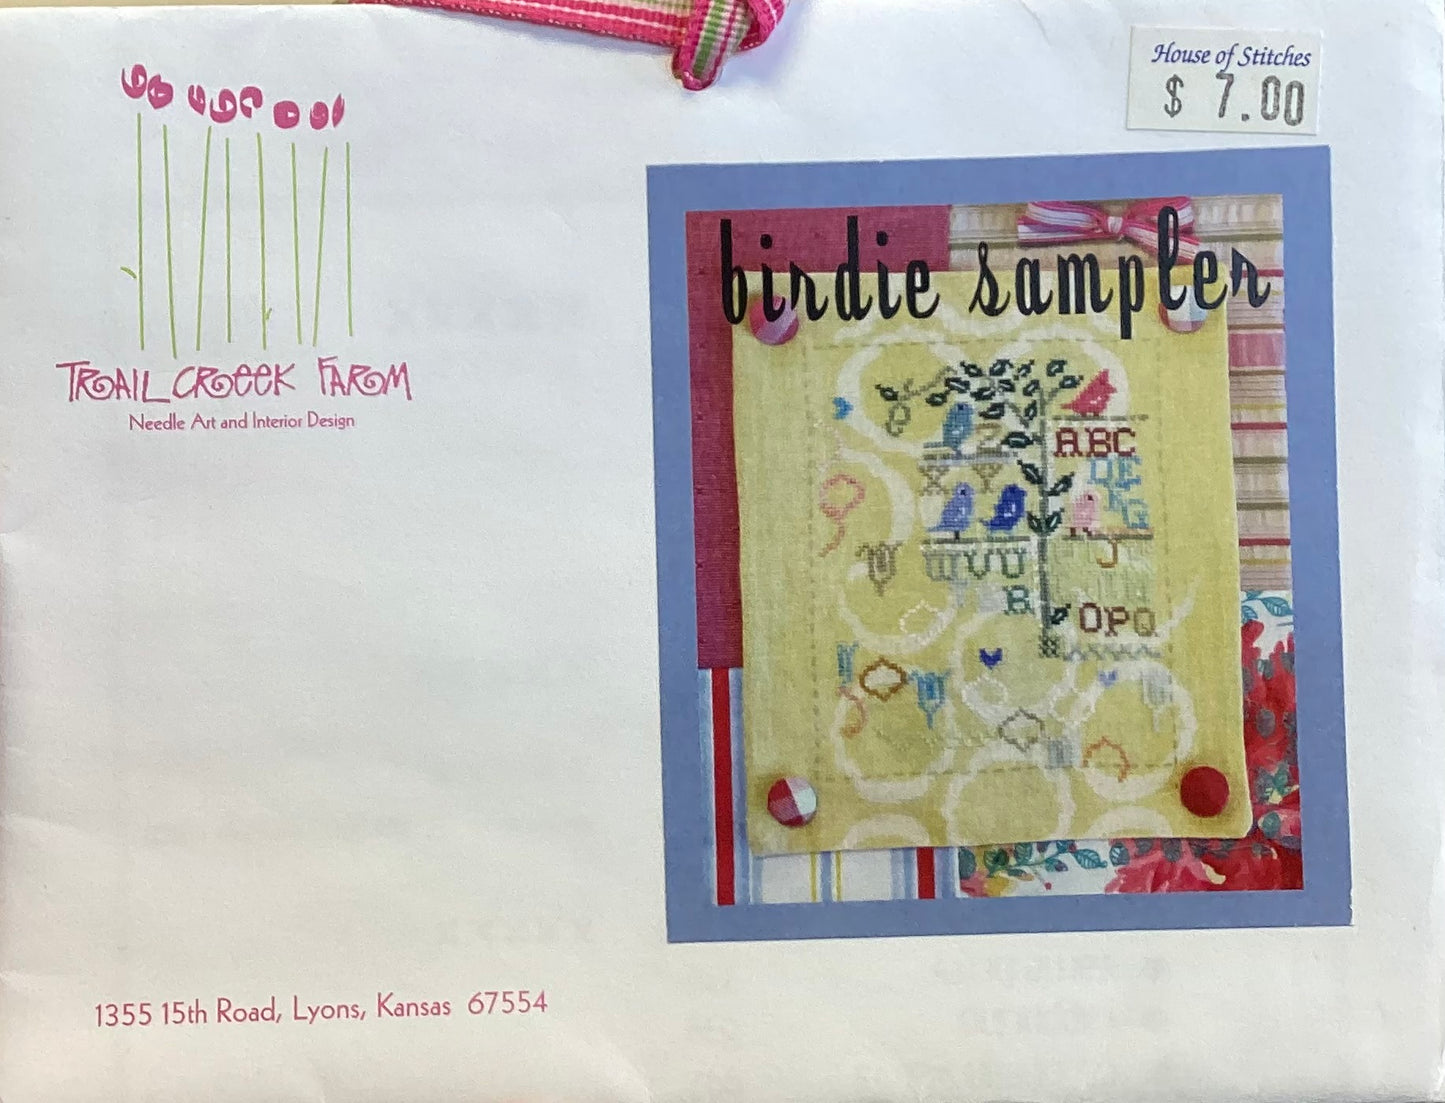 House of Stitches
$ 7.00
TRAIL CREEK FARM
Needle Art and Interior Design
birdie sampler
ABC
DE
X Y
G
J
W V U
R
OPQ
1355 15th Road, Lyons, Kansas 67554